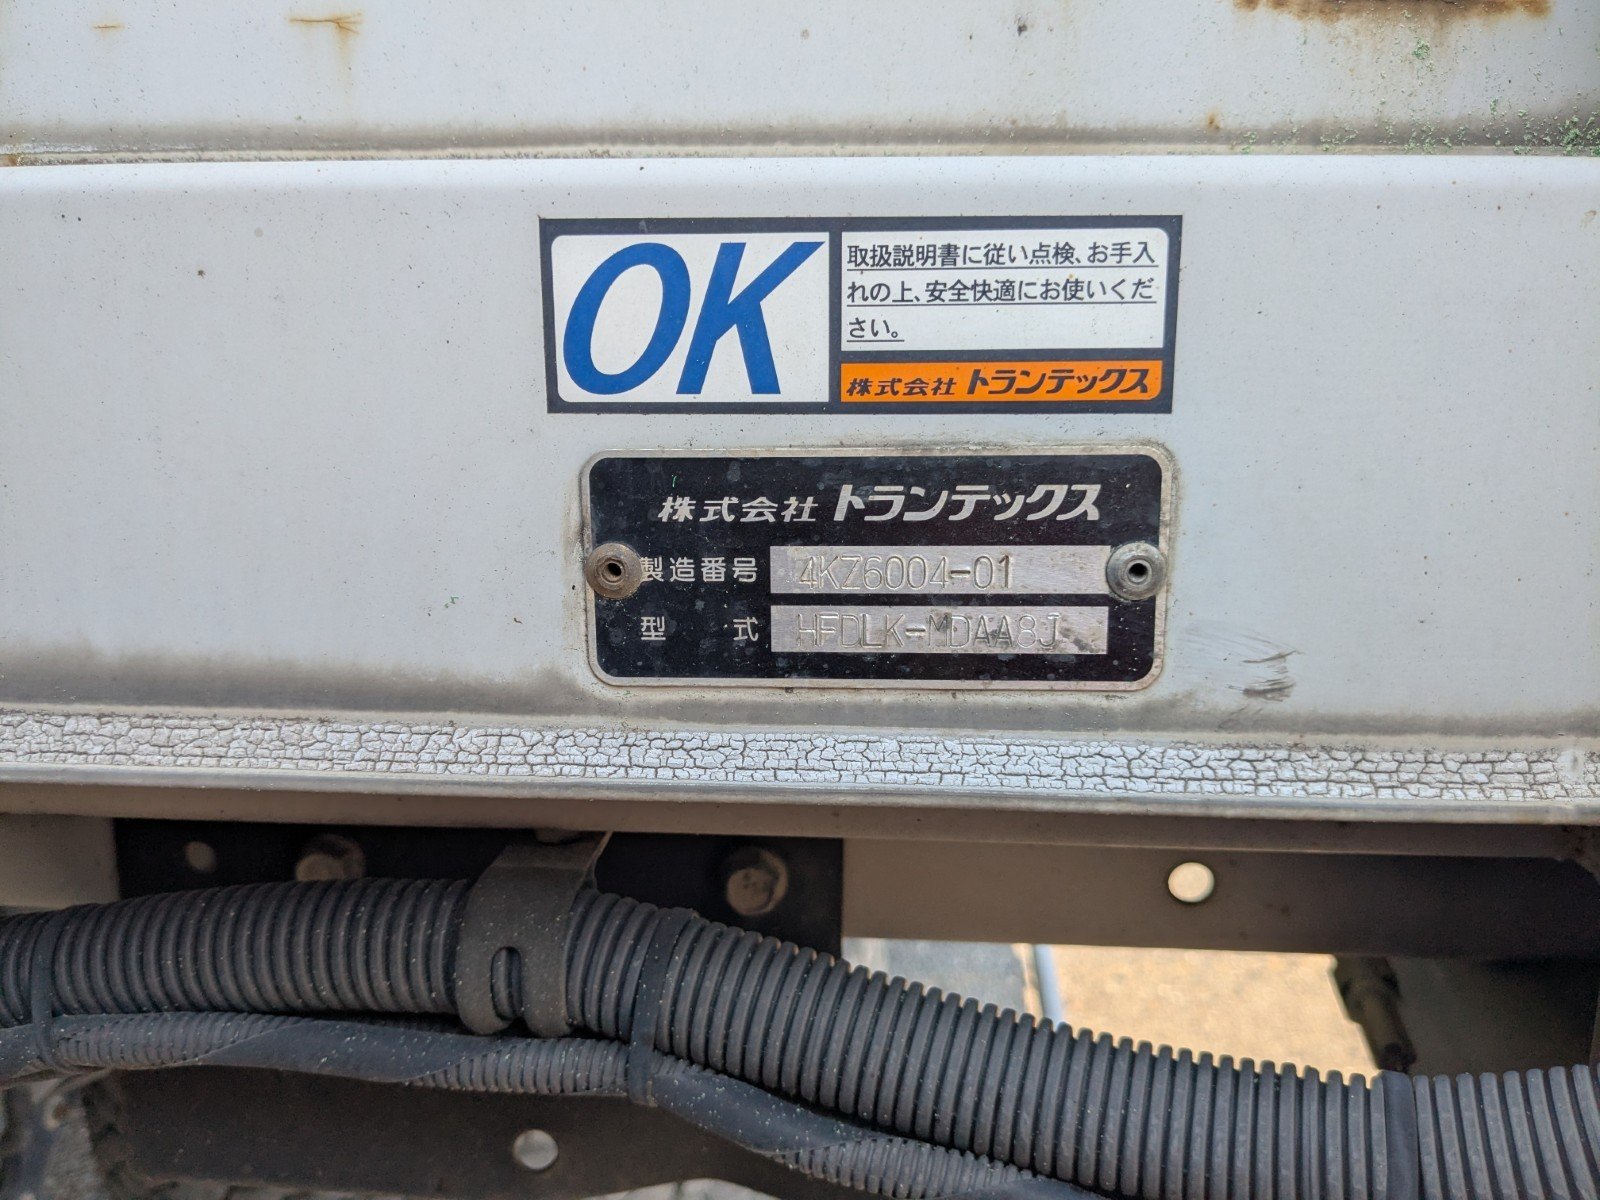 OK
取扱説明書に従い点検、お手入
れの上、安全快適にお使いくだ
さい。
株式会社 トランテックス
株式会社 トランテックス
製造番号 4KZ6004-01
型 式 HFDLK-MDAA8J